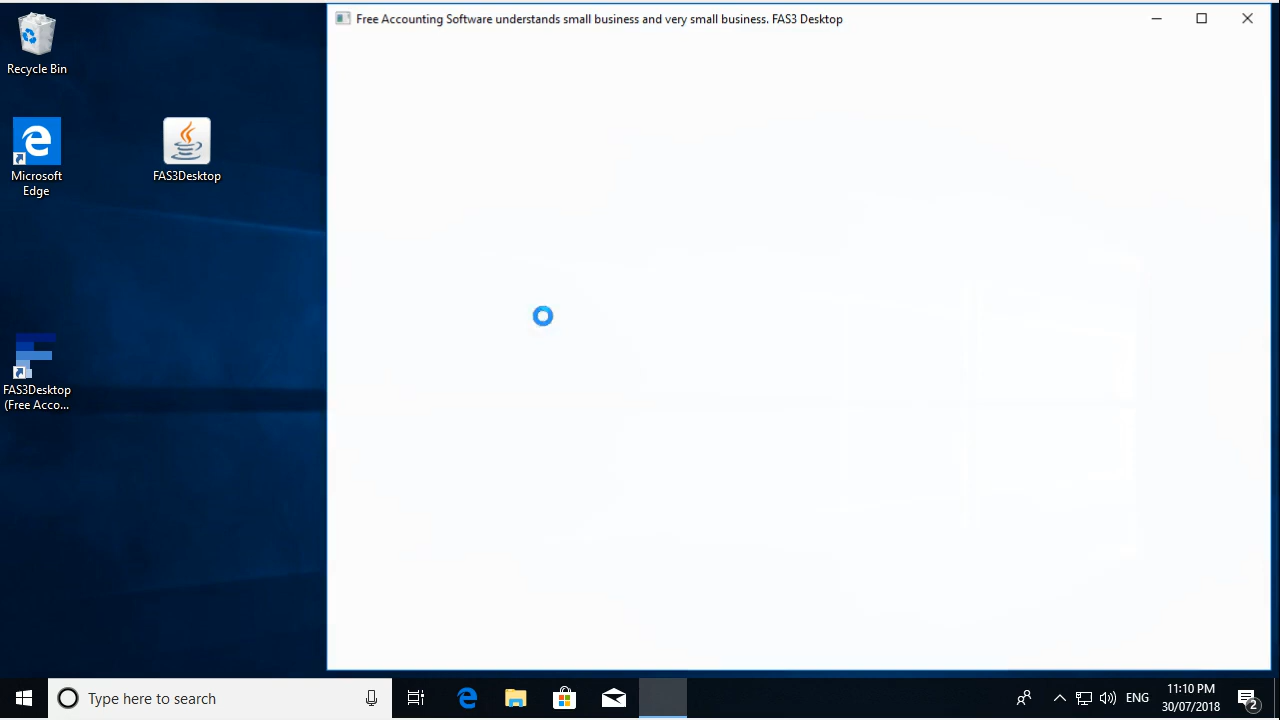 Free Accounting Software understands small business and very small business. FAS3 Desktop
Recycle Bin
Microsoft
Edge
FAS3Desktop
FAS3Desktop
(Free Acco...
Type here to search
ENG
11:10 PM
30/07/2018
2